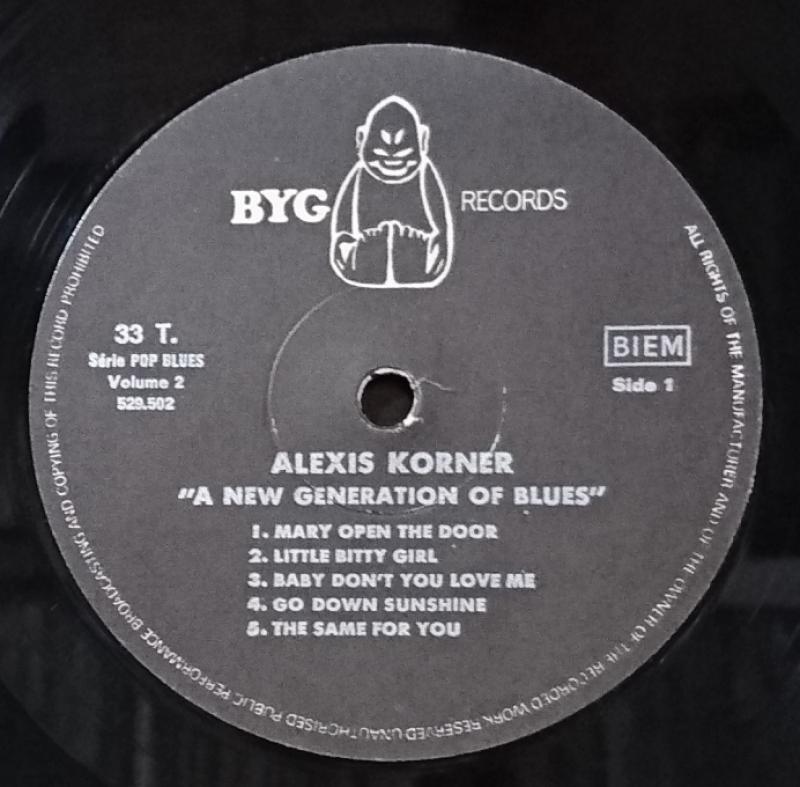 BYG RECORDS
33 T.
Série POP BLUES
Volume 2
529.502
BIEM
Side 1
ALEXIS KORNER
"A NEW GENERATION OF BLUES"
1. MARY OPEN THE DOOR
2. LITTLE BITTY GIRL
3. BABY DON'T YOU LOVE ME
4. GO DOWN SUNSHINE
5. THE SAME FOR YOU
ALL RIGHTS OF THE MANUFACTURER AND OF THE OWNER OF THE RECORDED WORK RESERVED UNAUTHORISED PUBLIC PERFORMANCE BROADCASTING AND COPYING OF THIS RECORD PROHIBITED